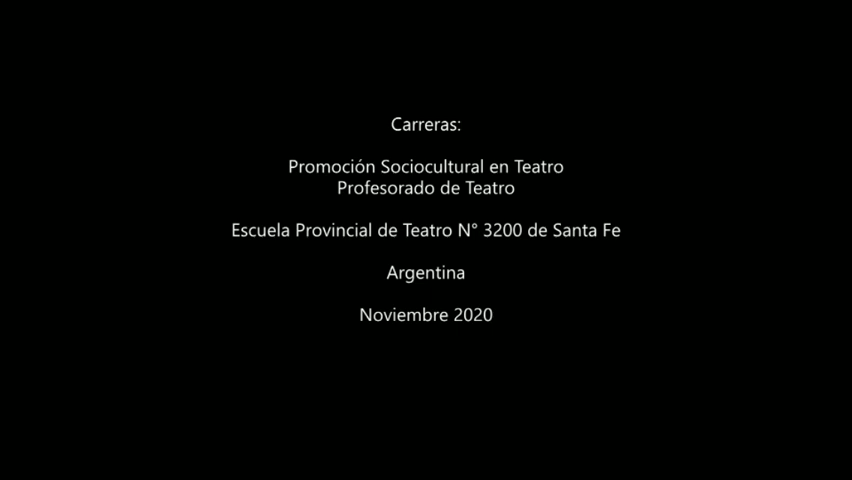 Carreras:
Promoción Sociocultural en Teatro
Profesorado de Teatro
Escuela Provincial de Teatro N° 3200 de Santa Fe
Argentina
Noviembre 2020